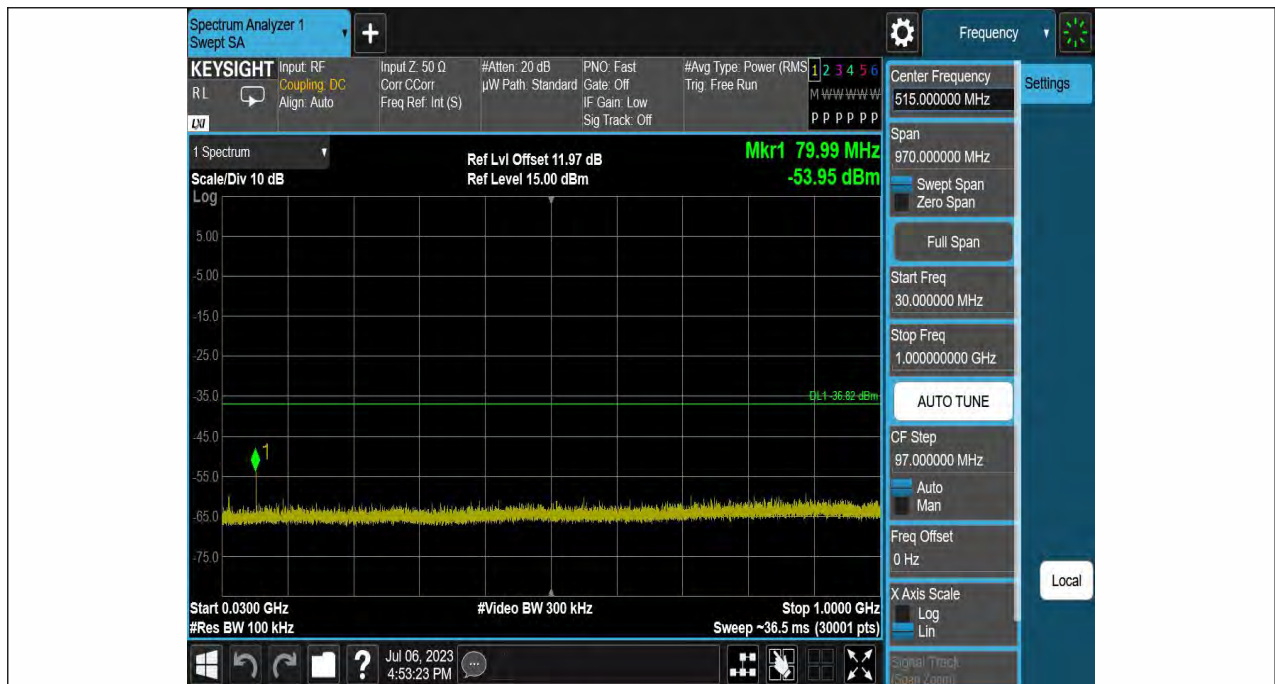 Spectrum Analyzer 1
Swept SA
+
Frequency
KEYSIGHT
RL
LXI
Input: RF
Coupling: DC
Align: Auto
Input Z: 50 Ω
Corr CCorr
Freq Ref: Int (S)
#Atten: 20 dB
µW Path: Standard
PNO: Fast
Gate: Off
IF Gain: Low
Sig Track: Off
#Avg Type: Power (RMS
Trig: Free Run
1 2 3 4 5 6
M W W W W W
P P P P P P
1 Spectrum
Scale/Div 10 dB
Log
Ref Lvl Offset 11.97 dB
Ref Level 15.00 dBm
Mkr1 79.99 MHz
-53.95 dBm
5.00
-5.00
-15.0
-25.0
-35.0
DL1 -36.82 dBm
-45.0
1
-55.0
-65.0
-75.0
Start 0.0300 GHz
#Res BW 100 kHz
#Video BW 300 kHz
Stop 1.0000 GHz
Sweep ~36.5 ms (30001 pts)
Center Frequency
515.000000 MHz
Settings
Span
970.000000 MHz
Swept Span
Zero Span
Full Span
Start Freq
30.000000 MHz
Stop Freq
1.000000000 GHz
AUTO TUNE
CF Step
97.000000 MHz
Auto
Man
Freq Offset
0 Hz
X Axis Scale
Log
Lin
Signal Track
(Span Zoom)
Local
?
Jul 06, 2023
4:53:23 PM